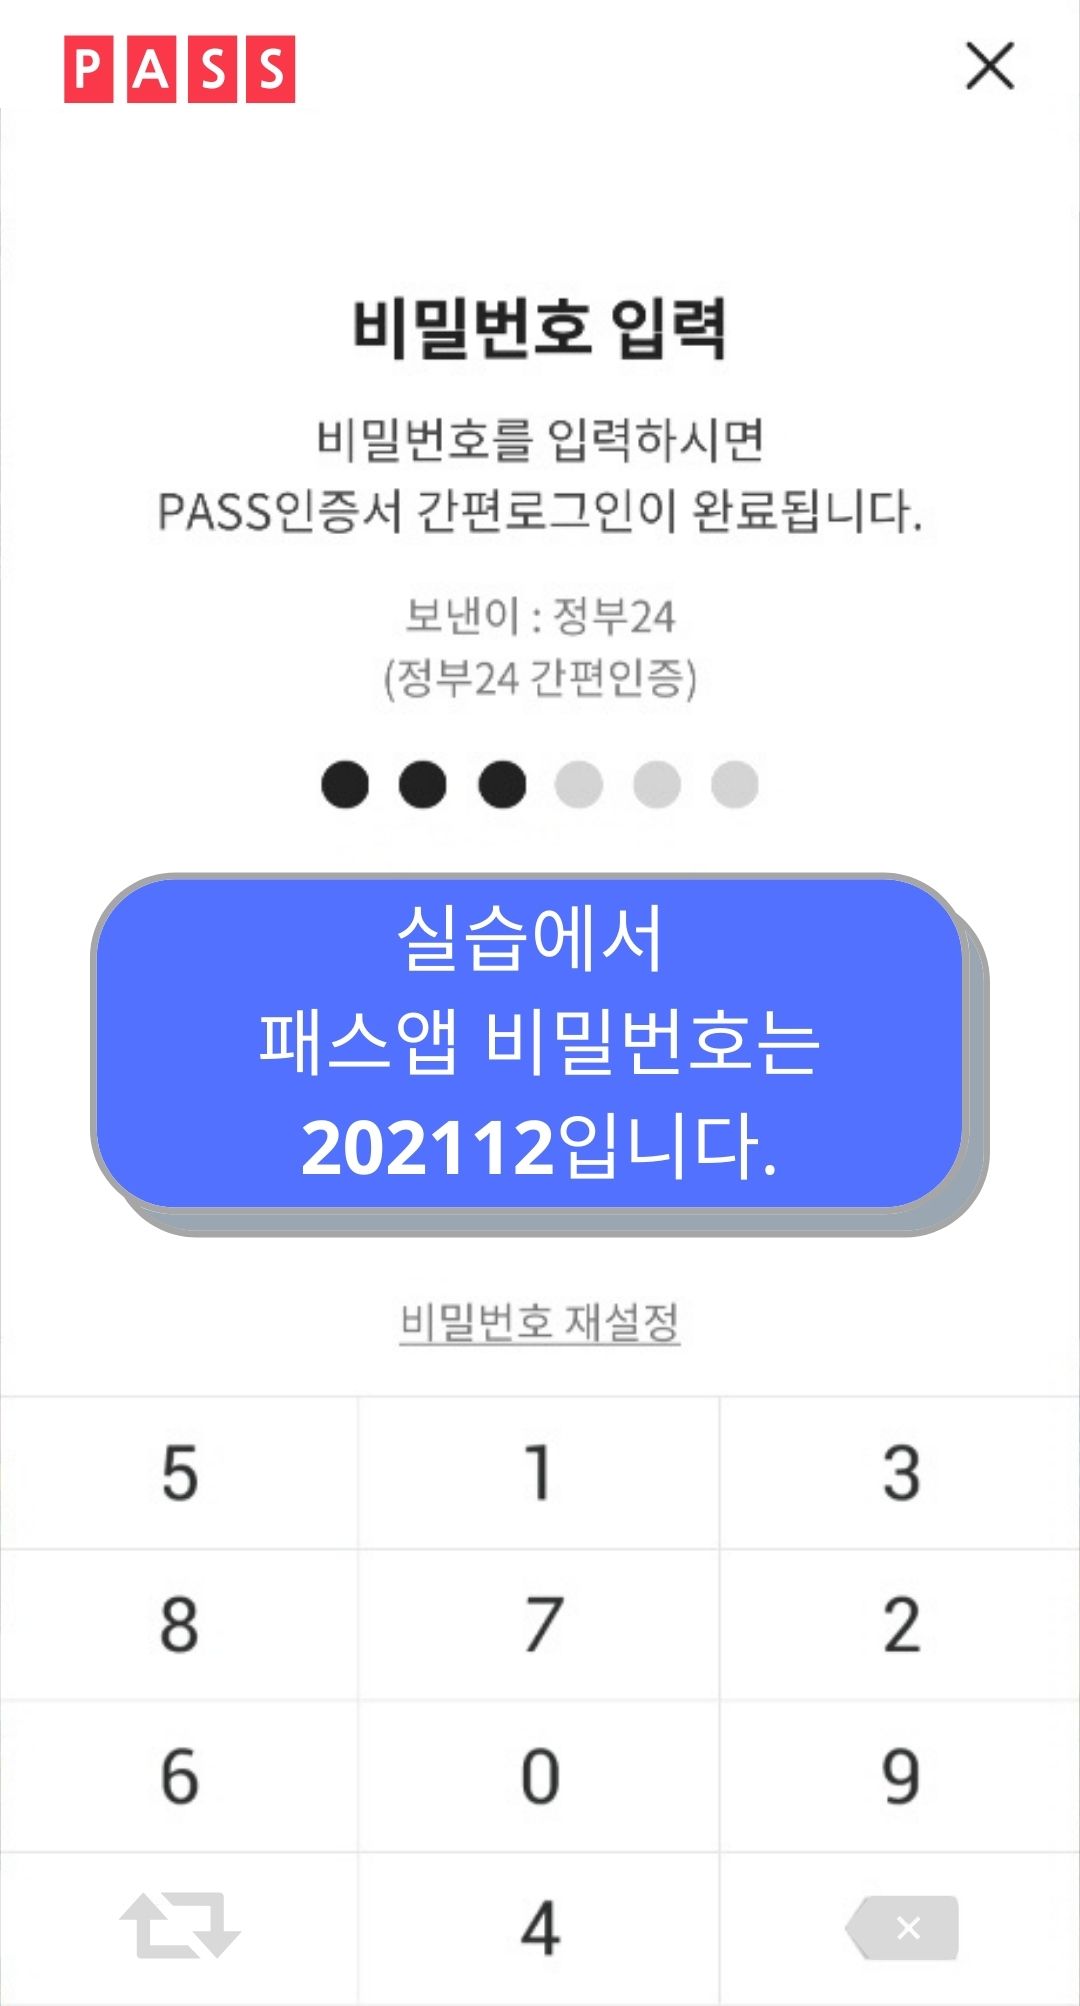 PASS
비밀번호 입력
비밀번호를 입력하시면
PASS인증서 간편로그인이 완료됩니다.
보낸이 : 정부24
(정부24 간편인증)
실습에서
패스앱 비밀번호는
202112입니다.
비밀번호 재설정
5 1 3
8 7 2
6 0 9
4